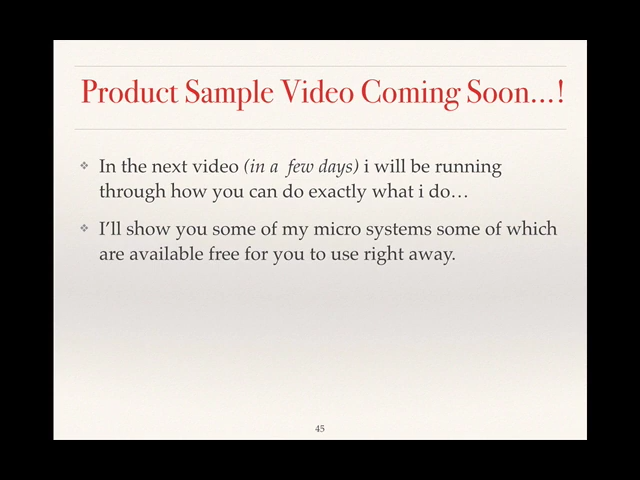 Product Sample Video Coming Soon…!
❖ In the next video (in a few days) i will be running
through how you can do exactly what i do…
❖ I’ll show you some of my micro systems some of which
are available free for you to use right away.
45